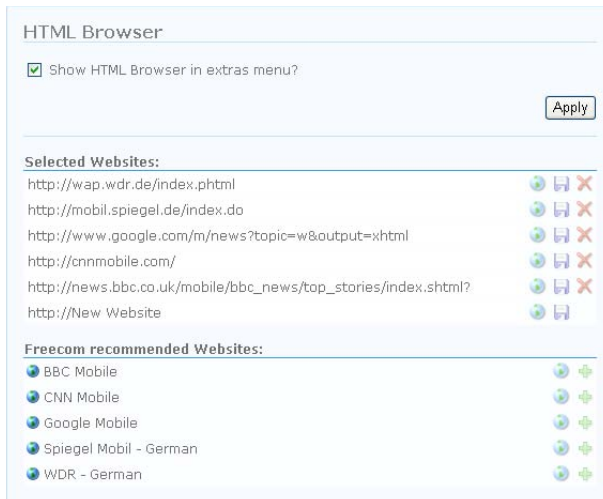 HTML Browser
Show HTML Browser in extras menu?
Apply
Selected Websites:
http://wap.wdr.de/index.phtml
http://mobil.spiegel.de/index.do
http://www.google.com/m/news?topic=w&output=xhtml
http://cnnmobile.com/
http://news.bbc.co.uk/mobile/bbc_news/top_stories/index.shtml?
http://New Website
Freecom recommended Websites:
BBC Mobile
CNN Mobile
Google Mobile
Spiegel Mobil - German
WDR - German